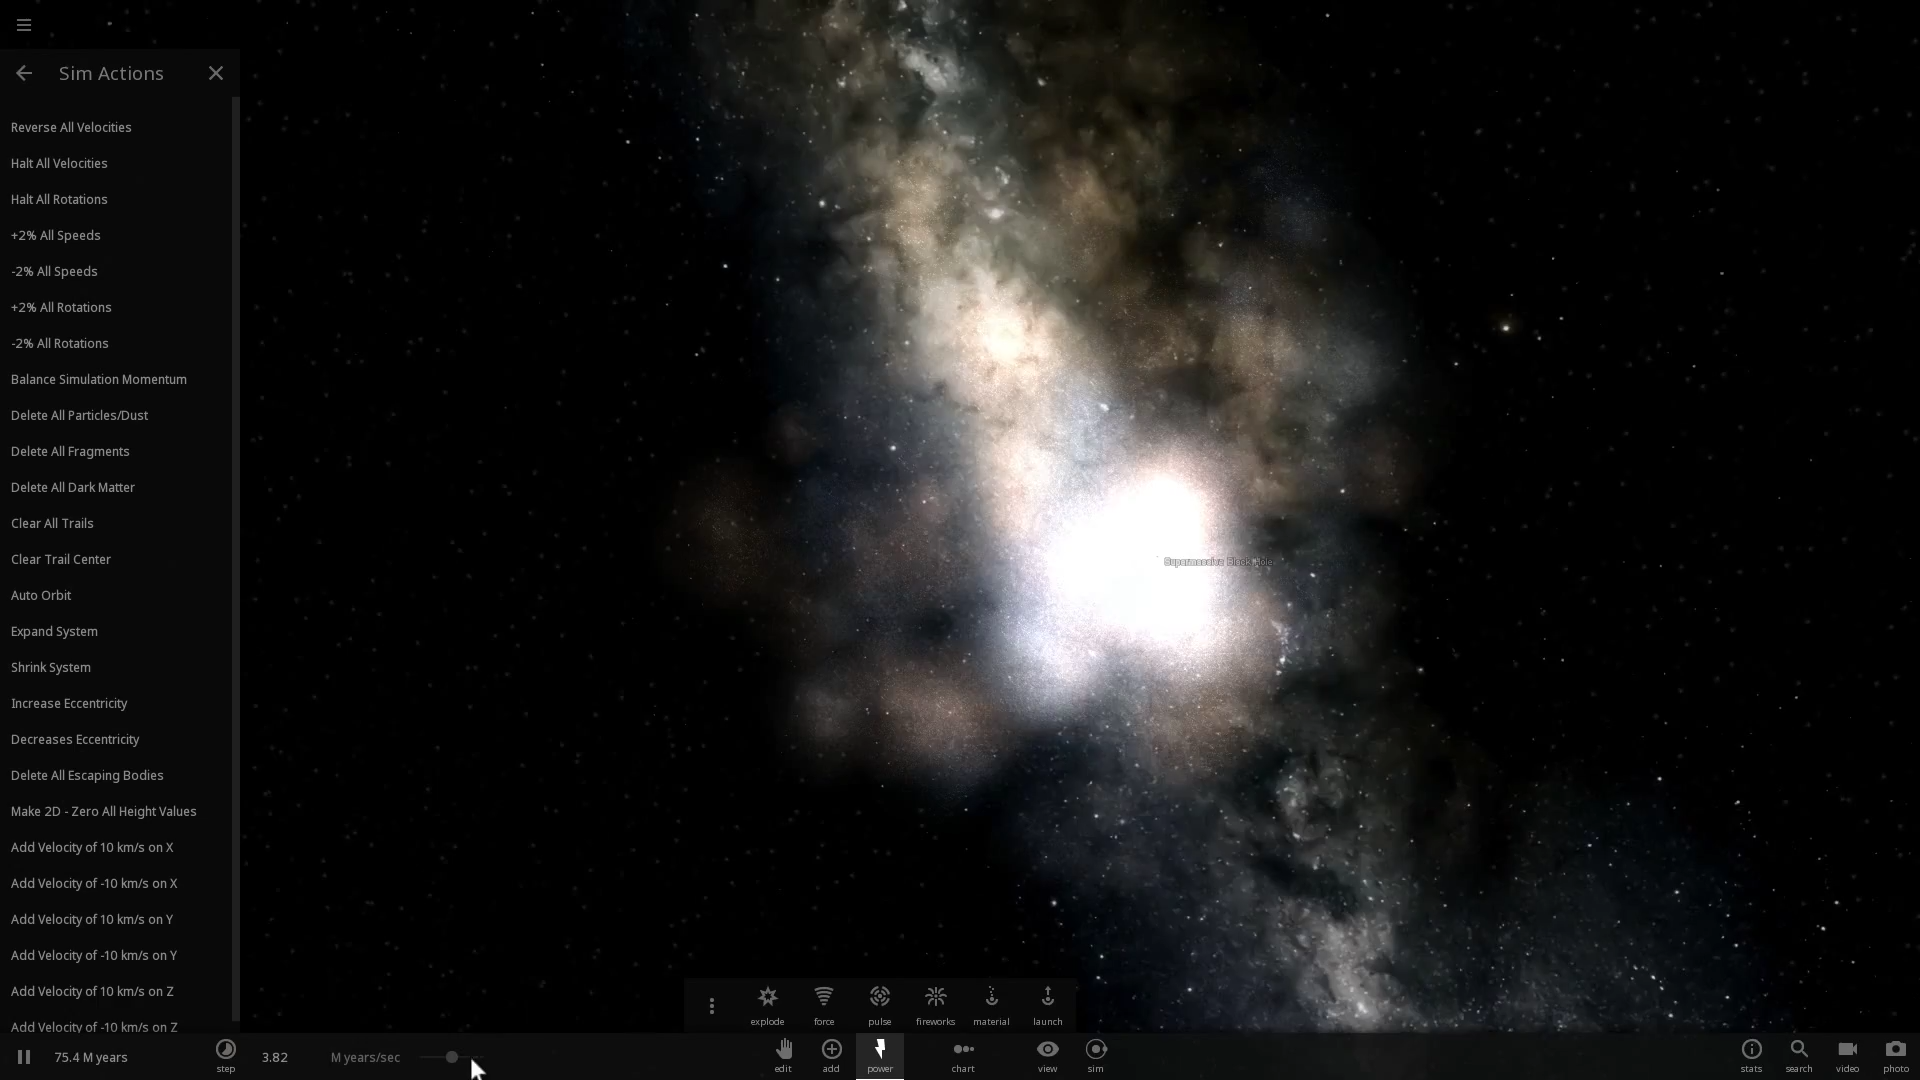 Sim Actions
Reverse All Velocities
Halt All Velocities
Halt All Rotations
+2% All Speeds
-2% All Speeds
+2% All Rotations
-2% All Rotations
Balance Simulation Momentum
Delete All Particles/Dust
Delete All Fragments
Delete All Dark Matter
Clear All Trails
Clear Trail Center
Auto Orbit
Expand System
Shrink System
Increase Eccentricity
Decreases Eccentricity
Delete All Escaping Bodies
Make 2D - Zero All Height Values
Add Velocity of 10 km/s on X
Add Velocity of -10 km/s on X
Add Velocity of 10 km/s on Y
Add Velocity of -10 km/s on Y
Add Velocity of 10 km/s on Z
Add Velocity of -10 km/s on Z
Supermassive Black Hole
explode force pulse fireworks material launch
75.4 M years step 3.82 M years/sec edit add power chart view sim stats search video photo